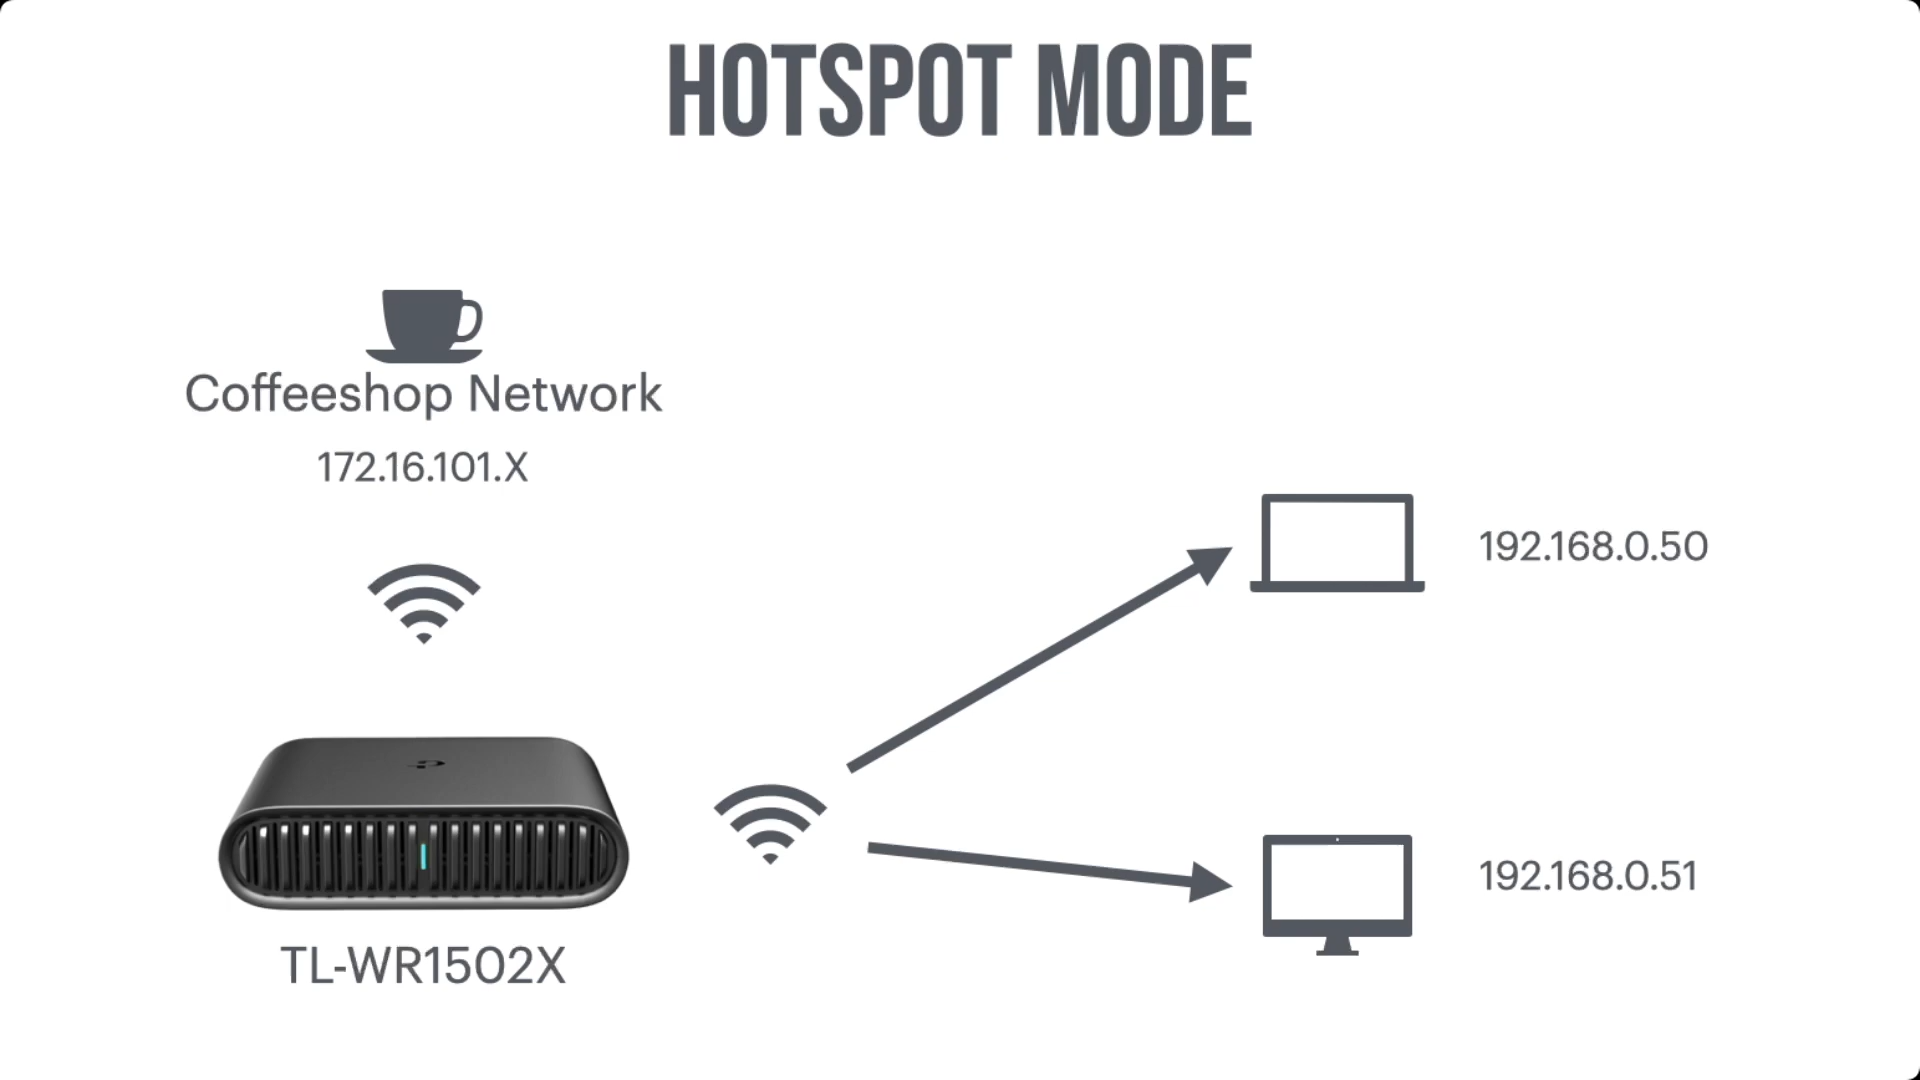 HOTSPOT MODE
Coffeeshop Network
172.16.101.X
192.168.0.50
192.168.0.51
TL-WR1502X